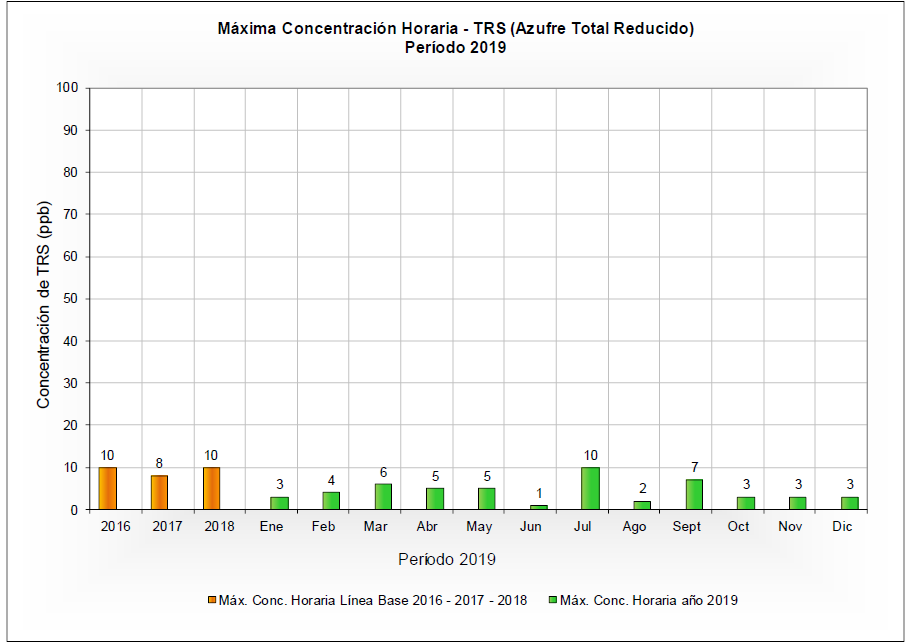 Máxima Concentración Horaria - TRS (Azufre Total Reducido)
Período 2019
Concentración de TRS (ppb)
100
90
80
70
60
50
40
30
20
10
0
10 8 10 3 4 6 5 5 1 10 2 7 3 3 3
2016 2017 2018 Ene Feb Mar Abr May Jun Jul Ago Sept Oct Nov Dic
Período 2019
Máx. Conc. Horaria Línea Base 2016 - 2017 - 2018 Máx. Conc. Horaria año 2019